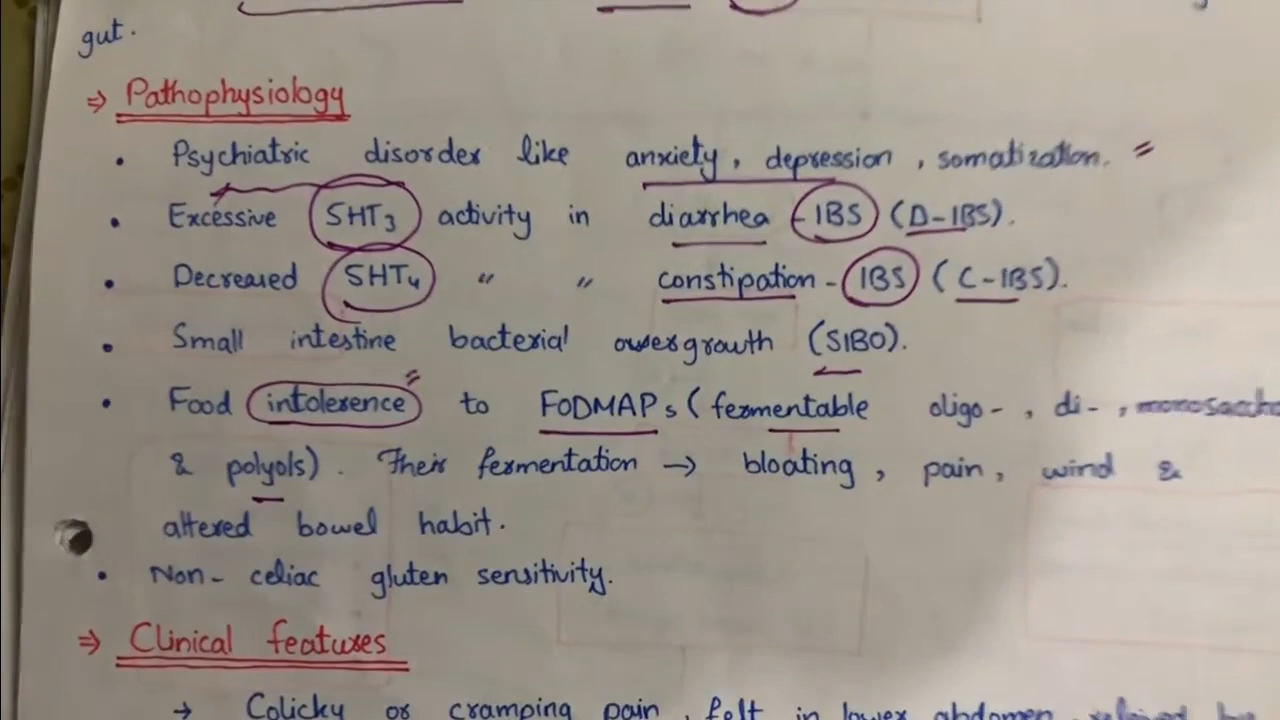 gut.
⇒ Pathophysiology
• Psychiatric disorder like anxiety, depression, somatization. =
• Excessive 5HT3 activity in diarrhea - IBS (D-IBS).
• Decreased 5HT4 " " constipation - IBS (C-IBS).
• Small intestine bacterial overgrowth (SIBO).
• Food intolerence to FODMAPs (fermentable oligo-, di-,
& polyols). Their fermentation → bloating, pain, wind &
altered bowel habit.
• Non-celiac gluten sensitivity.
⇒ Clinical features
→ Colicky or cramping pain, felt in lower abdomen